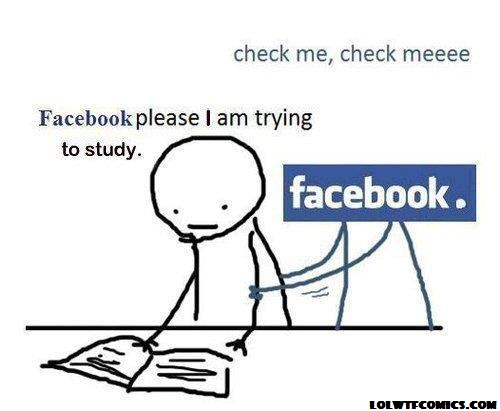 check me, check meeee
Facebook please I am trying
to study.
facebook.
LOLWTFCOMICS.COM